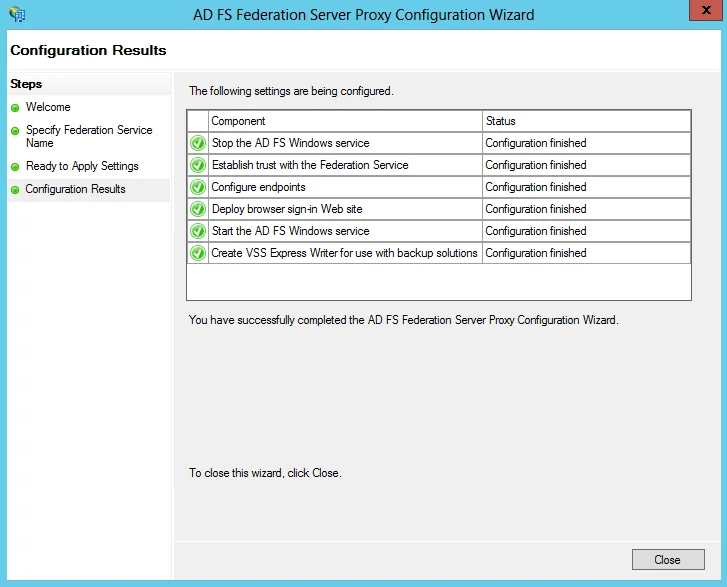 AD FS Federation Server Proxy Configuration Wizard
x
Configuration Results
Steps
Welcome
Specify Federation Service
Name
Ready to Apply Settings
Configuration Results
The following settings are being configured.
Component Status
Stop the AD FS Windows service Configuration finished
Establish trust with the Federation Service Configuration finished
Configure endpoints Configuration finished
Deploy browser sign-in Web site Configuration finished
Start the AD FS Windows service Configuration finished
Create VSS Express Writer for use with backup solutions Configuration finished
You have successfully completed the AD FS Federation Server Proxy Configuration Wizard.
To close this wizard, click Close.
Close